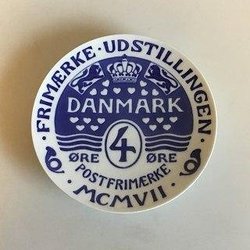 FRIMÆRKE · UDSTILLINGEN
DANMARK
ØRE 4 ØRE
POSTFRIMÆRKE
· MCMVII ·